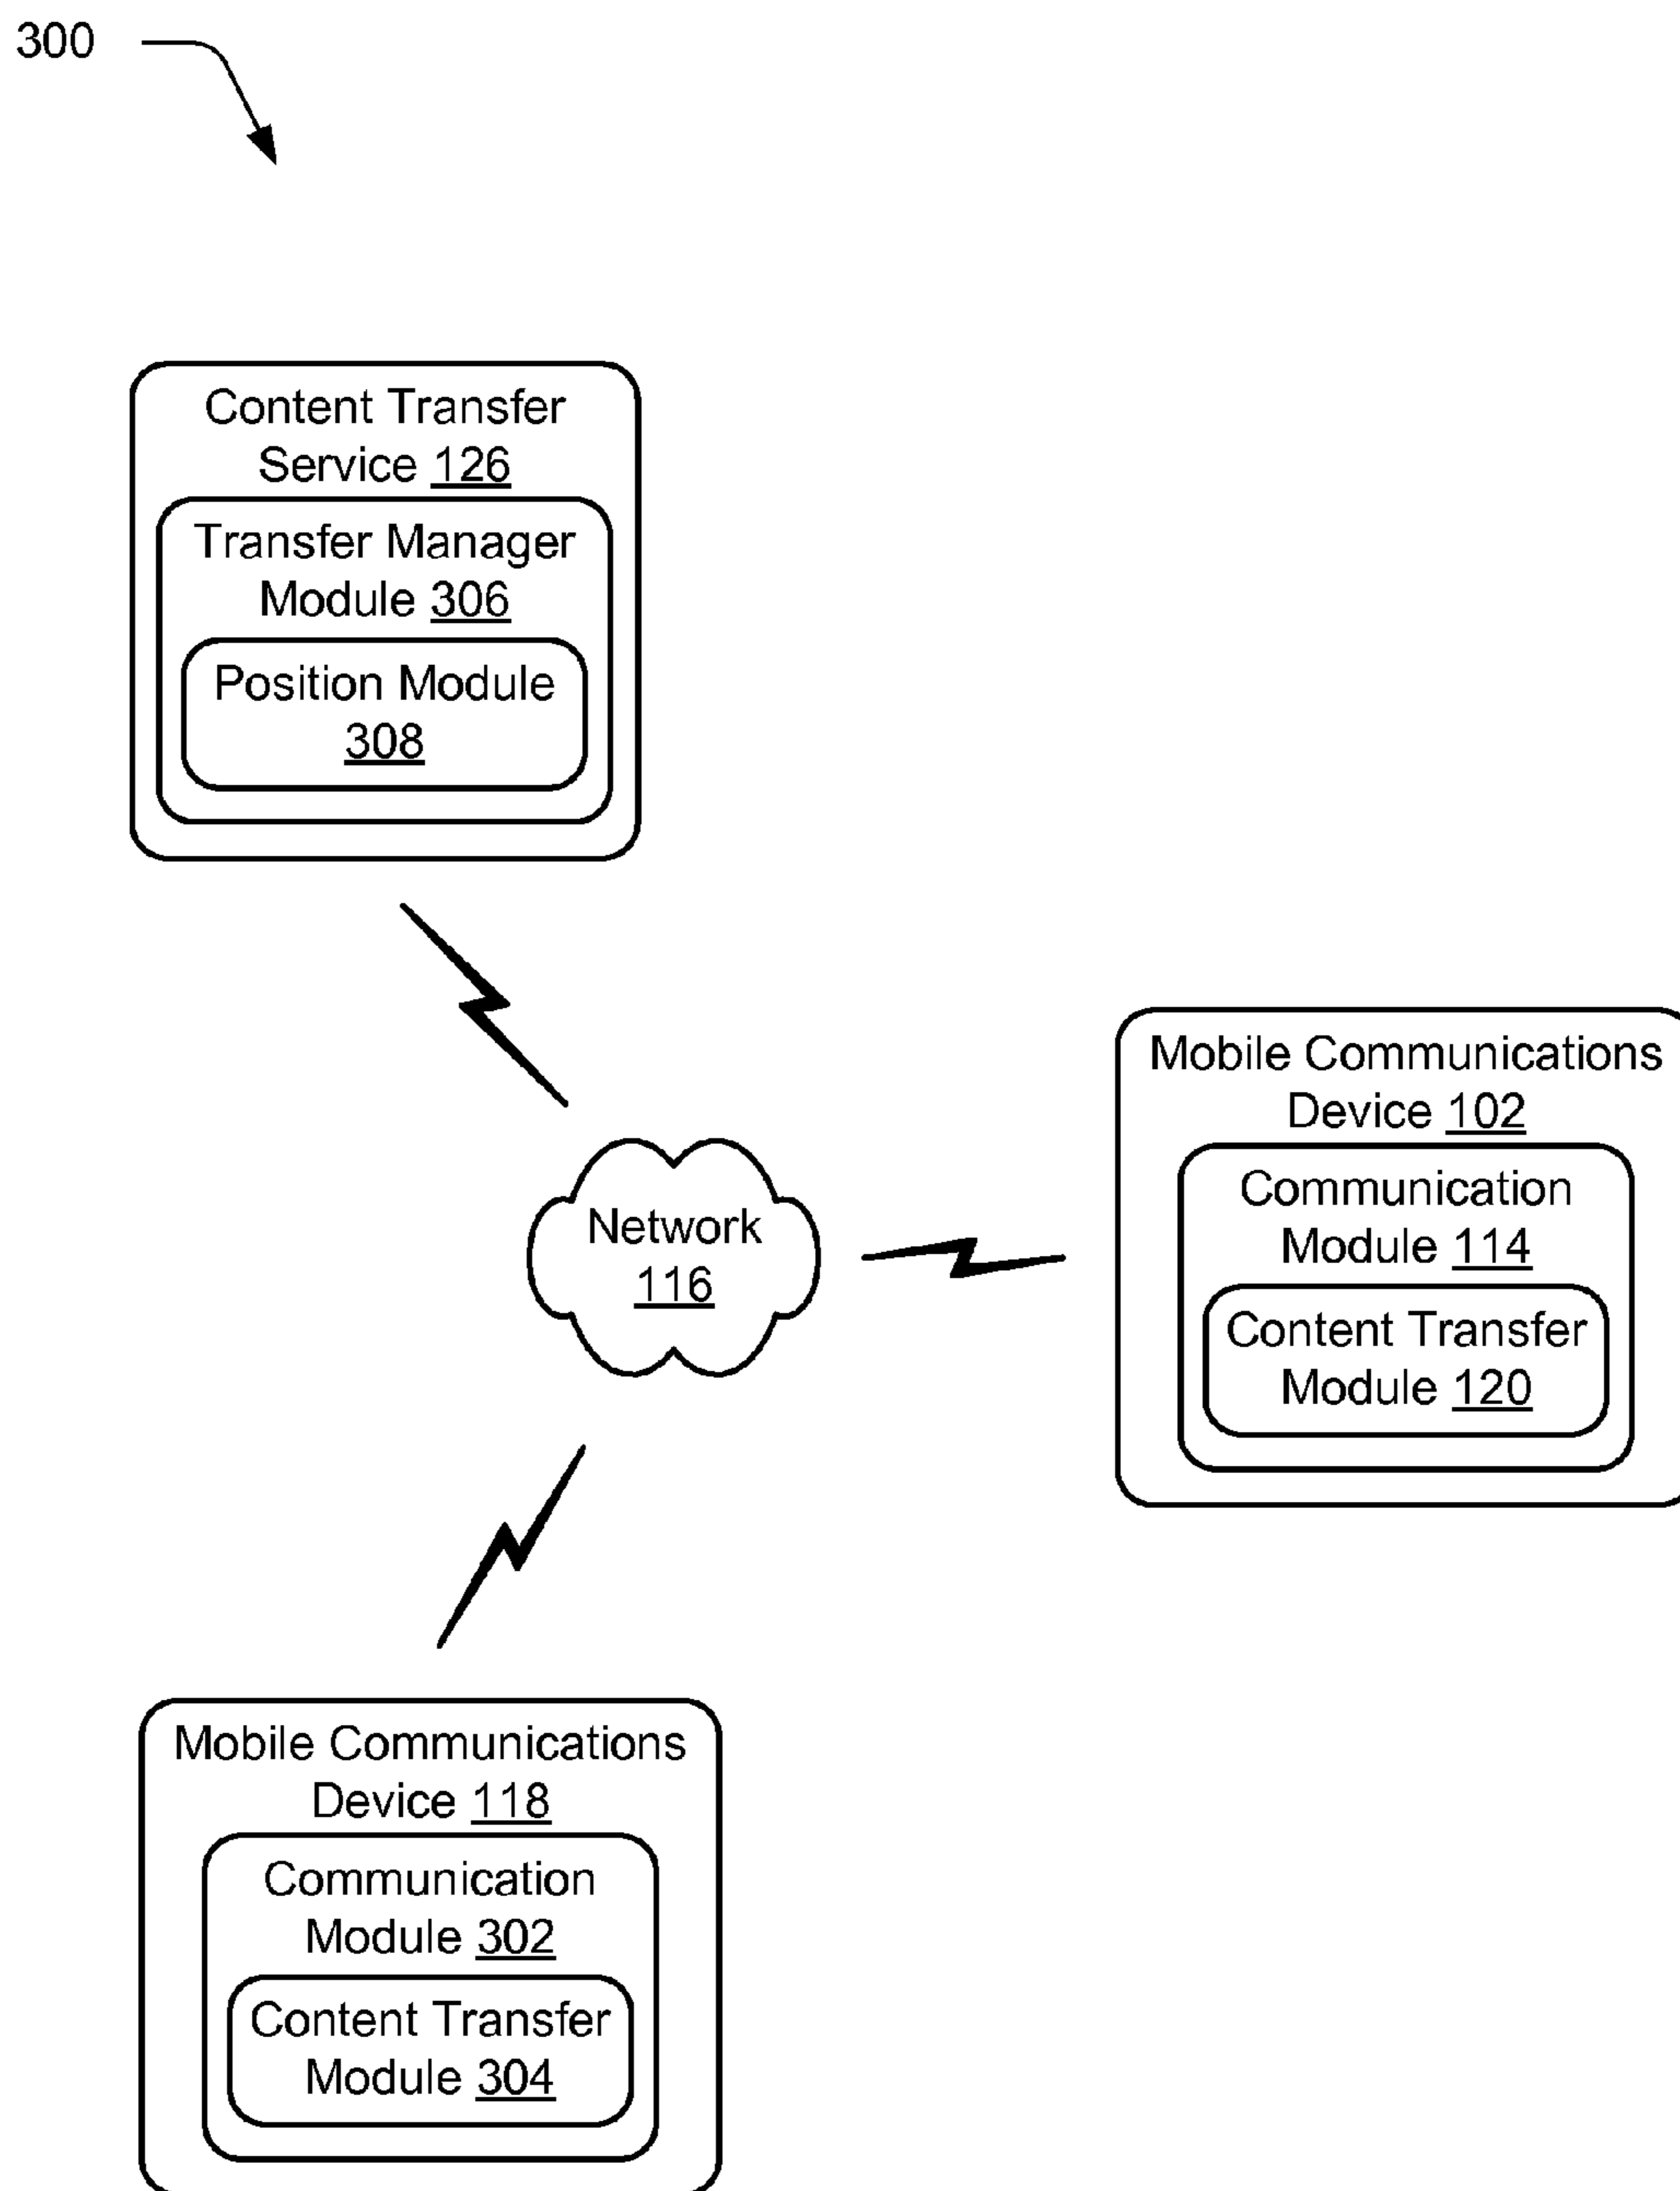 300
Content Transfer
Service 126
Transfer Manager
Module 306
Position Module
308
Mobile Communications
Device 102
Communication
Module 114
Content Transfer
Module 120
Network
116
Mobile Communications
Device 118
Communication
Module 302
Content Transfer
Module 304